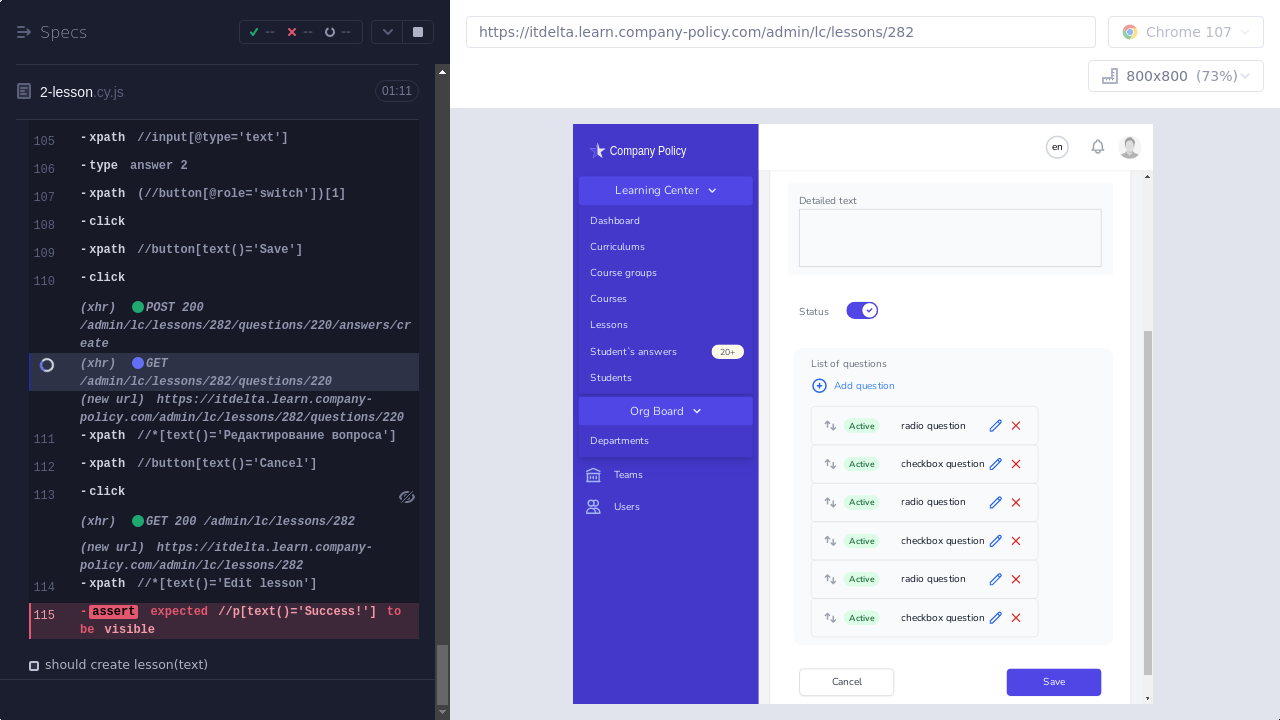 Specs
--
--
--
2-lesson.cy.js
01:11
105 -xpath //input[@type='text']
106 -type answer 2
107 -xpath (//button[@role='switch'])[1]
108 -click
109 -xpath //button[text()='Save']
110 -click
(xhr) POST 200
/admin/lc/lessons/282/questions/220/answers/cr
eate
(xhr) GET
/admin/lc/lessons/282/questions/220
(new url) https://itdelta.learn.company-
policy.com/admin/lc/lessons/282/questions/220
111 -xpath //*[text()='Редактирование вопроса']
112 -xpath //button[text()='Cancel']
113 -click
(xhr) GET 200 /admin/lc/lessons/282
(new url) https://itdelta.learn.company-
policy.com/admin/lc/lessons/282
114 -xpath //*[text()='Edit lesson']
115 -assert expected //p[text()='Success!'] to
be visible
should create lesson(text)
https://itdelta.learn.company-policy.com/admin/lc/lessons/282
Chrome 107
800x800 (73%)
Company Policy
Learning Center
Dashboard
Curriculums
Course groups
Courses
Lessons
Student`s answers 20+
Students
Org Board
Departments
Teams
Users
en
Detailed text
Status
List of questions
Add question
Active radio question
Active checkbox question
Active radio question
Active checkbox question
Active radio question
Active checkbox question
Cancel
Save